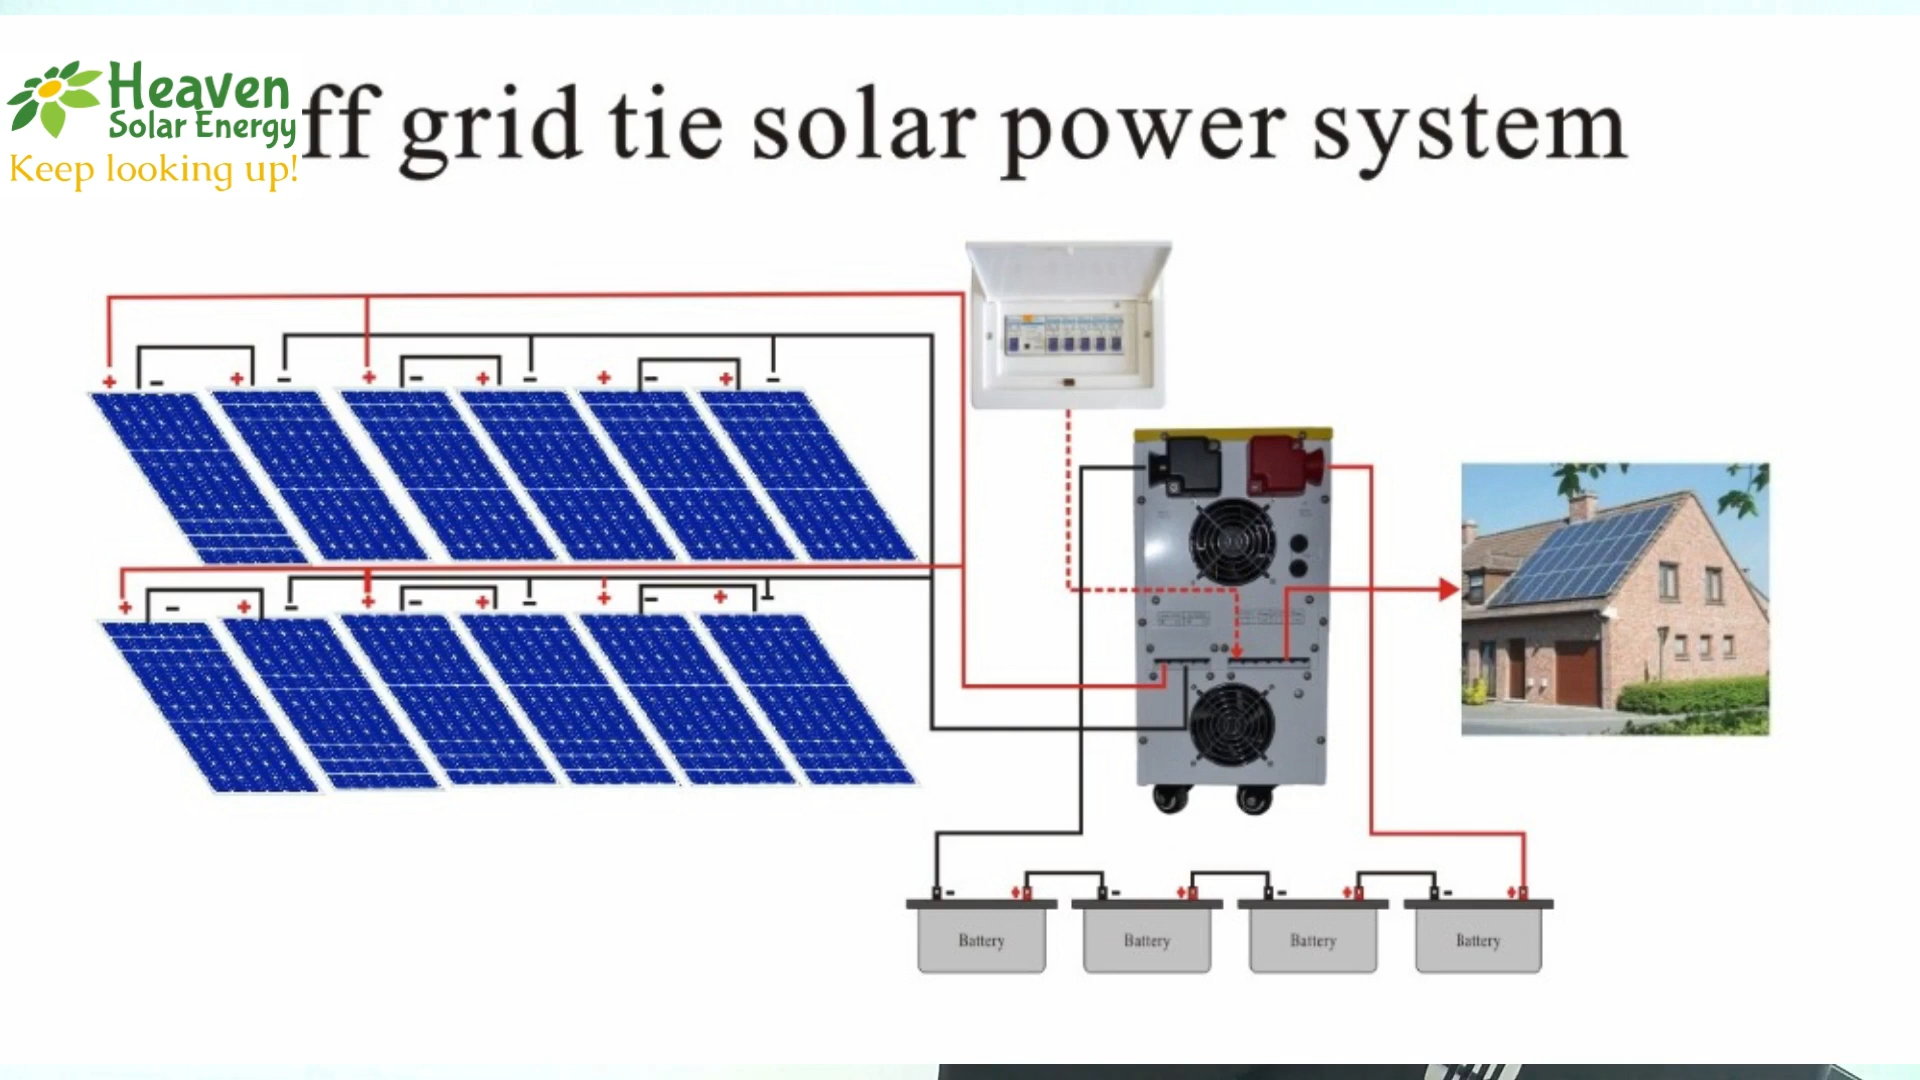 Heaven
Solar Energy
Keep looking up!
ff grid tie solar power system
+ - + - + - + - + - + -
+ - + - + - + - + - + -
- + - + - + - +
Battery Battery Battery Battery